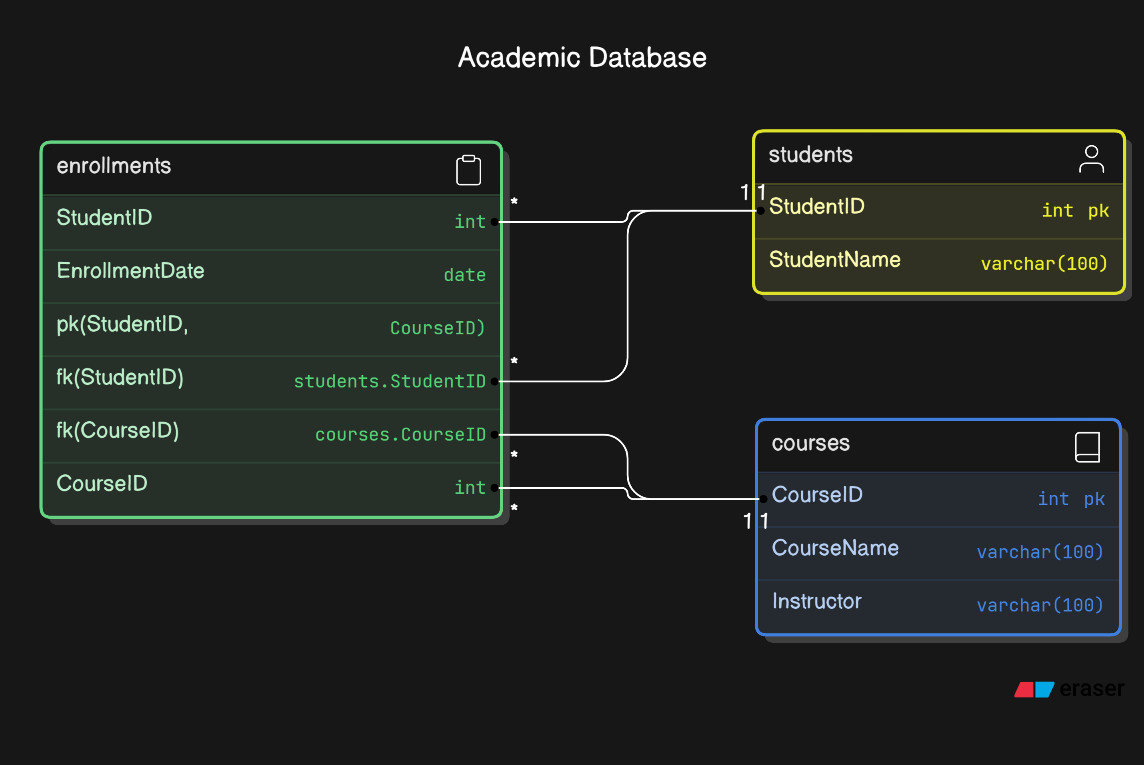 Academic Database
enrollments
*
StudentID int
EnrollmentDate date
pk(StudentID, CourseID)
*
fk(StudentID) students.StudentID
fk(CourseID) courses.CourseID
*
CourseID int
*
students
1 1
StudentID int pk
StudentName varchar(100)
courses
CourseID int pk
1 1
CourseName varchar(100)
Instructor varchar(100)
eraser